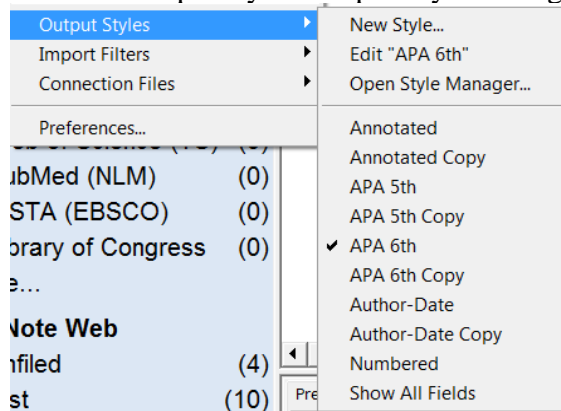 Output Styles
Import Filters
Connection Files
Preferences...
New Style...
Edit "APA 6th"
Open Style Manager...
Annotated
Annotated Copy
APA 5th
APA 5th Copy
APA 6th
APA 6th Copy
Author-Date
Author-Date Copy
Numbered
Show All Fields
(0)
ubMed (NLM) (0)
STA (EBSCO) (0)
brary of Congress (0)
e...
Note Web
nfiled (4)
st (10)
Pre